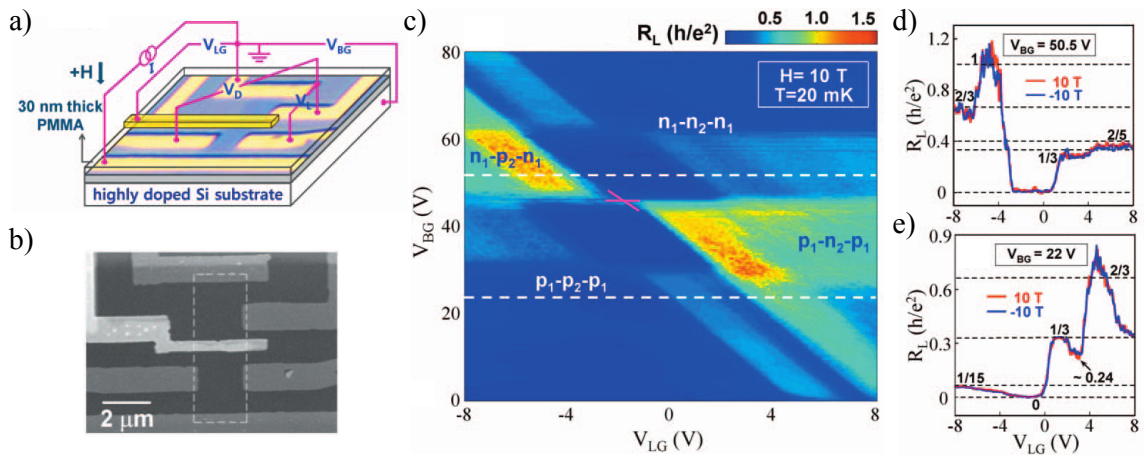 a)
V_LG
V_BG
I
+H
V_D
V_L
30 nm thick
PMMA
highly doped Si substrate
b)
2 μm
c)
R_L (h/e²)
0.5 1.0 1.5
H= 10 T
T=20 mK
n₁-n₂-n₁
n₁-p₂-n₁
p₁-n₂-p₁
p₁-p₂-p₁
V_BG (V)
80
60
40
20
0
-8 -4 0 4 8
V_LG (V)
d)
V_BG = 50.5 V
1
10 T
-10 T
2/3
2/5
1/3
R_L (h/e²)
1.2
0.8
0.4
0
-8 -4 0 4 8
e)
V_BG = 22 V
2/3
10 T
-10 T
1/3
1/15
~ 0.24
0
R_L (h/e²)
0.9
0.6
0.3
0
-8 -4 0 4 8
V_LG (V)